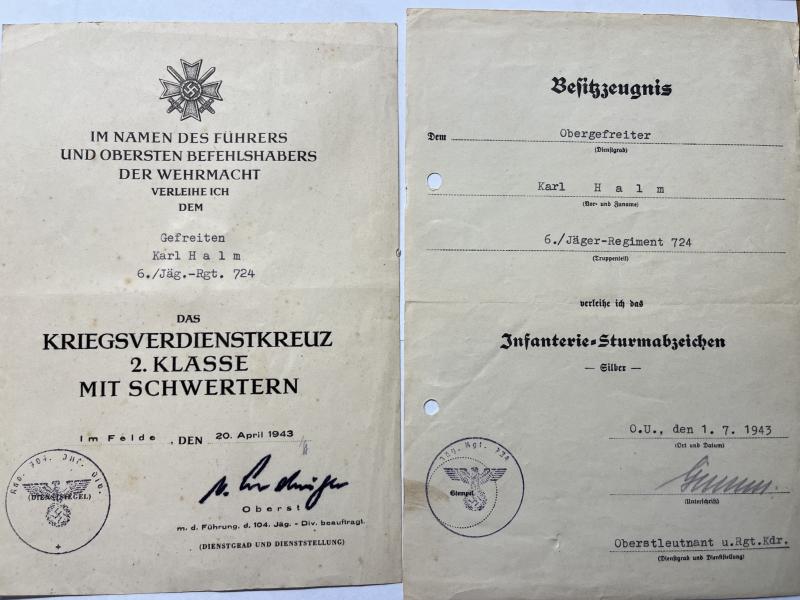 IM NAMEN DES FÜHRERS
UND OBERSTEN BEFEHLSHABERS
DER WEHRMACHT
VERLEIHE ICH
DEM
Gefreiten
Karl H a l m
6./Jäg.-Rgt. 724
DAS
KRIEGSVERDIENSTKREUZ
2. KLASSE
MIT SCHWERTERN
Im Felde, DEN 20. April 1943
(DIENSTSIEGEL)
Oberst
m. d. Führung. d. 104. Jäg. - Div. beauftragt.
(DIENSTGRAD UND DIENSTSTELLUNG)
Besitzzeugnis
Dem Obergefreiter
(Dienstgrad)
Karl H a l m
(Vor- und Zuname)
6./Jäger-Regiment 724
(Truppenteil)
verleihe ich das
Infanterie-Sturmabzeichen
— Silber —
O.U., den 1. 7. 1943
(Ort und Datum)
Jäg. Rgt. 724
Stempel
(Unterschrift)
Oberstleutnant u.Rgt.Kdr.
(Dienstgrad und Dienststellung)